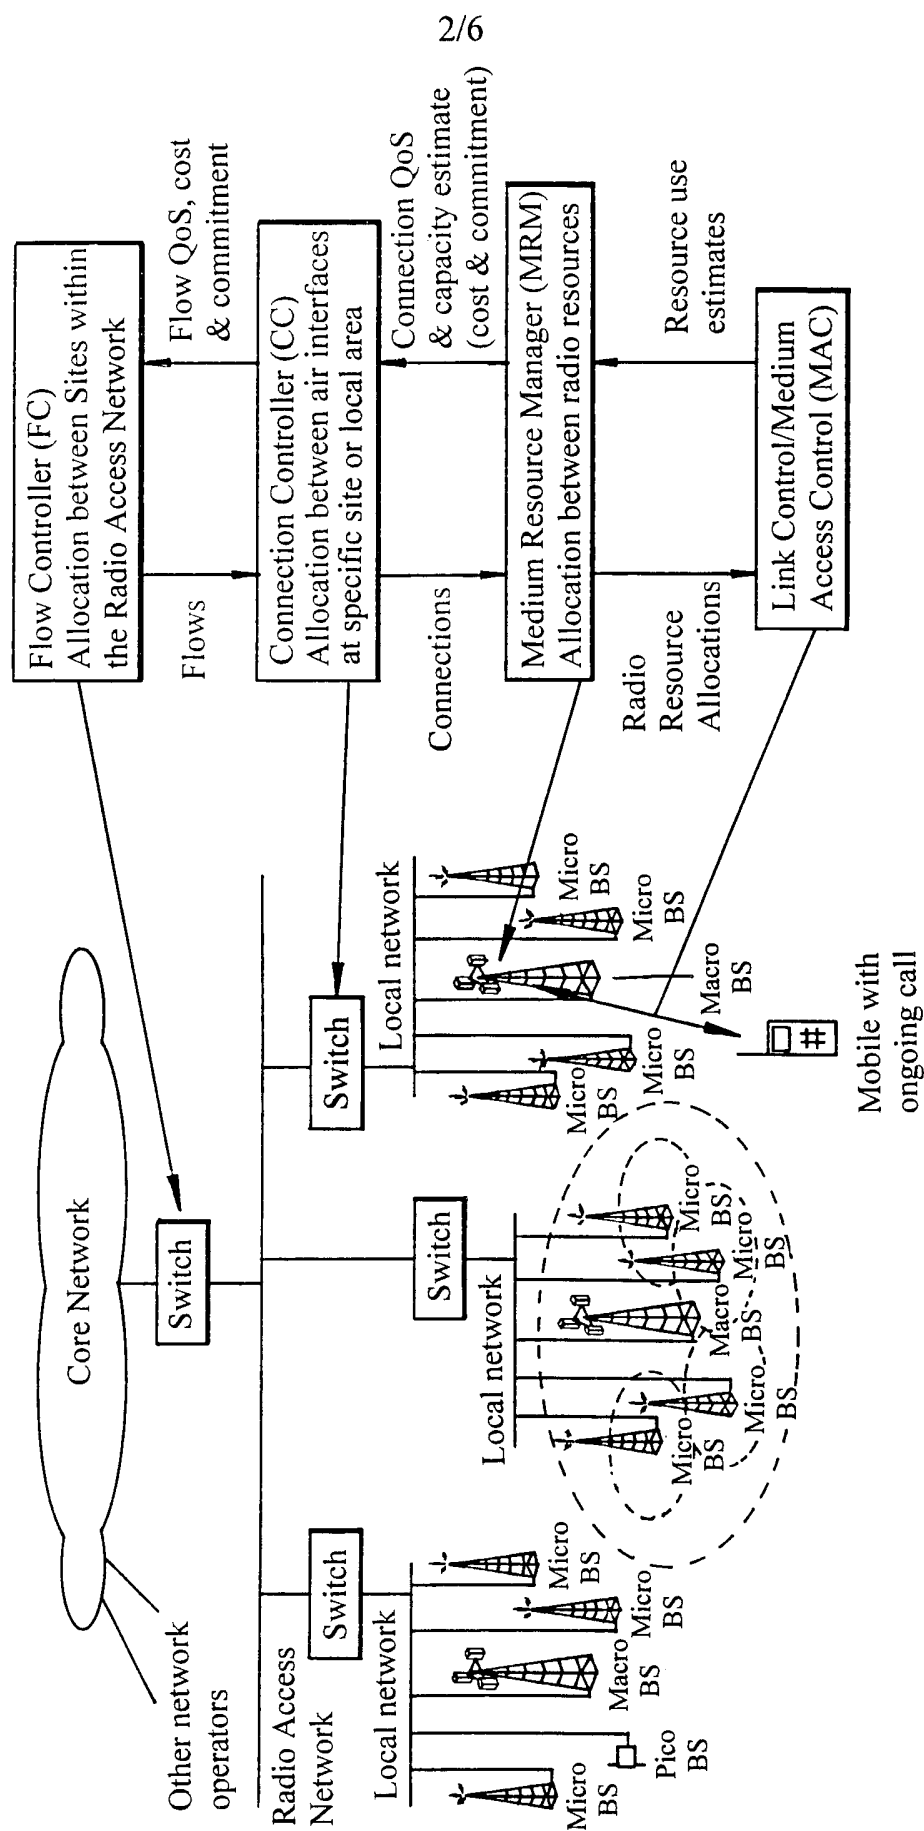 2/6
Core Network
Other network
operators
Switch
Radio Access
Network
Switch
Local network
Micro
BS
Pico
BS
Macro
BS
Micro
BS
Micro
BS
Switch
Local network
Micro
BS
Micro
BS
Macro
BS
Micro
BS
Micro
BS
Switch
Local network
Micro
BS
Micro
BS
Macro
BS
Micro
BS
Micro
BS
Mobile with
ongoing call
#
Flow Controller (FC)
Allocation between Sites within
the Radio Access Network
Flows
Flow QoS, cost
& commitment
Connection Controller (CC)
Allocation between air interfaces
at specific site or local area
Connections
Connection QoS
& capacity estimate
(cost & commitment)
Medium Resource Manager (MRM)
Allocation between radio resources
Radio
Resource
Allocations
Resource use
estimates
Link Control/Medium
Access Control (MAC)